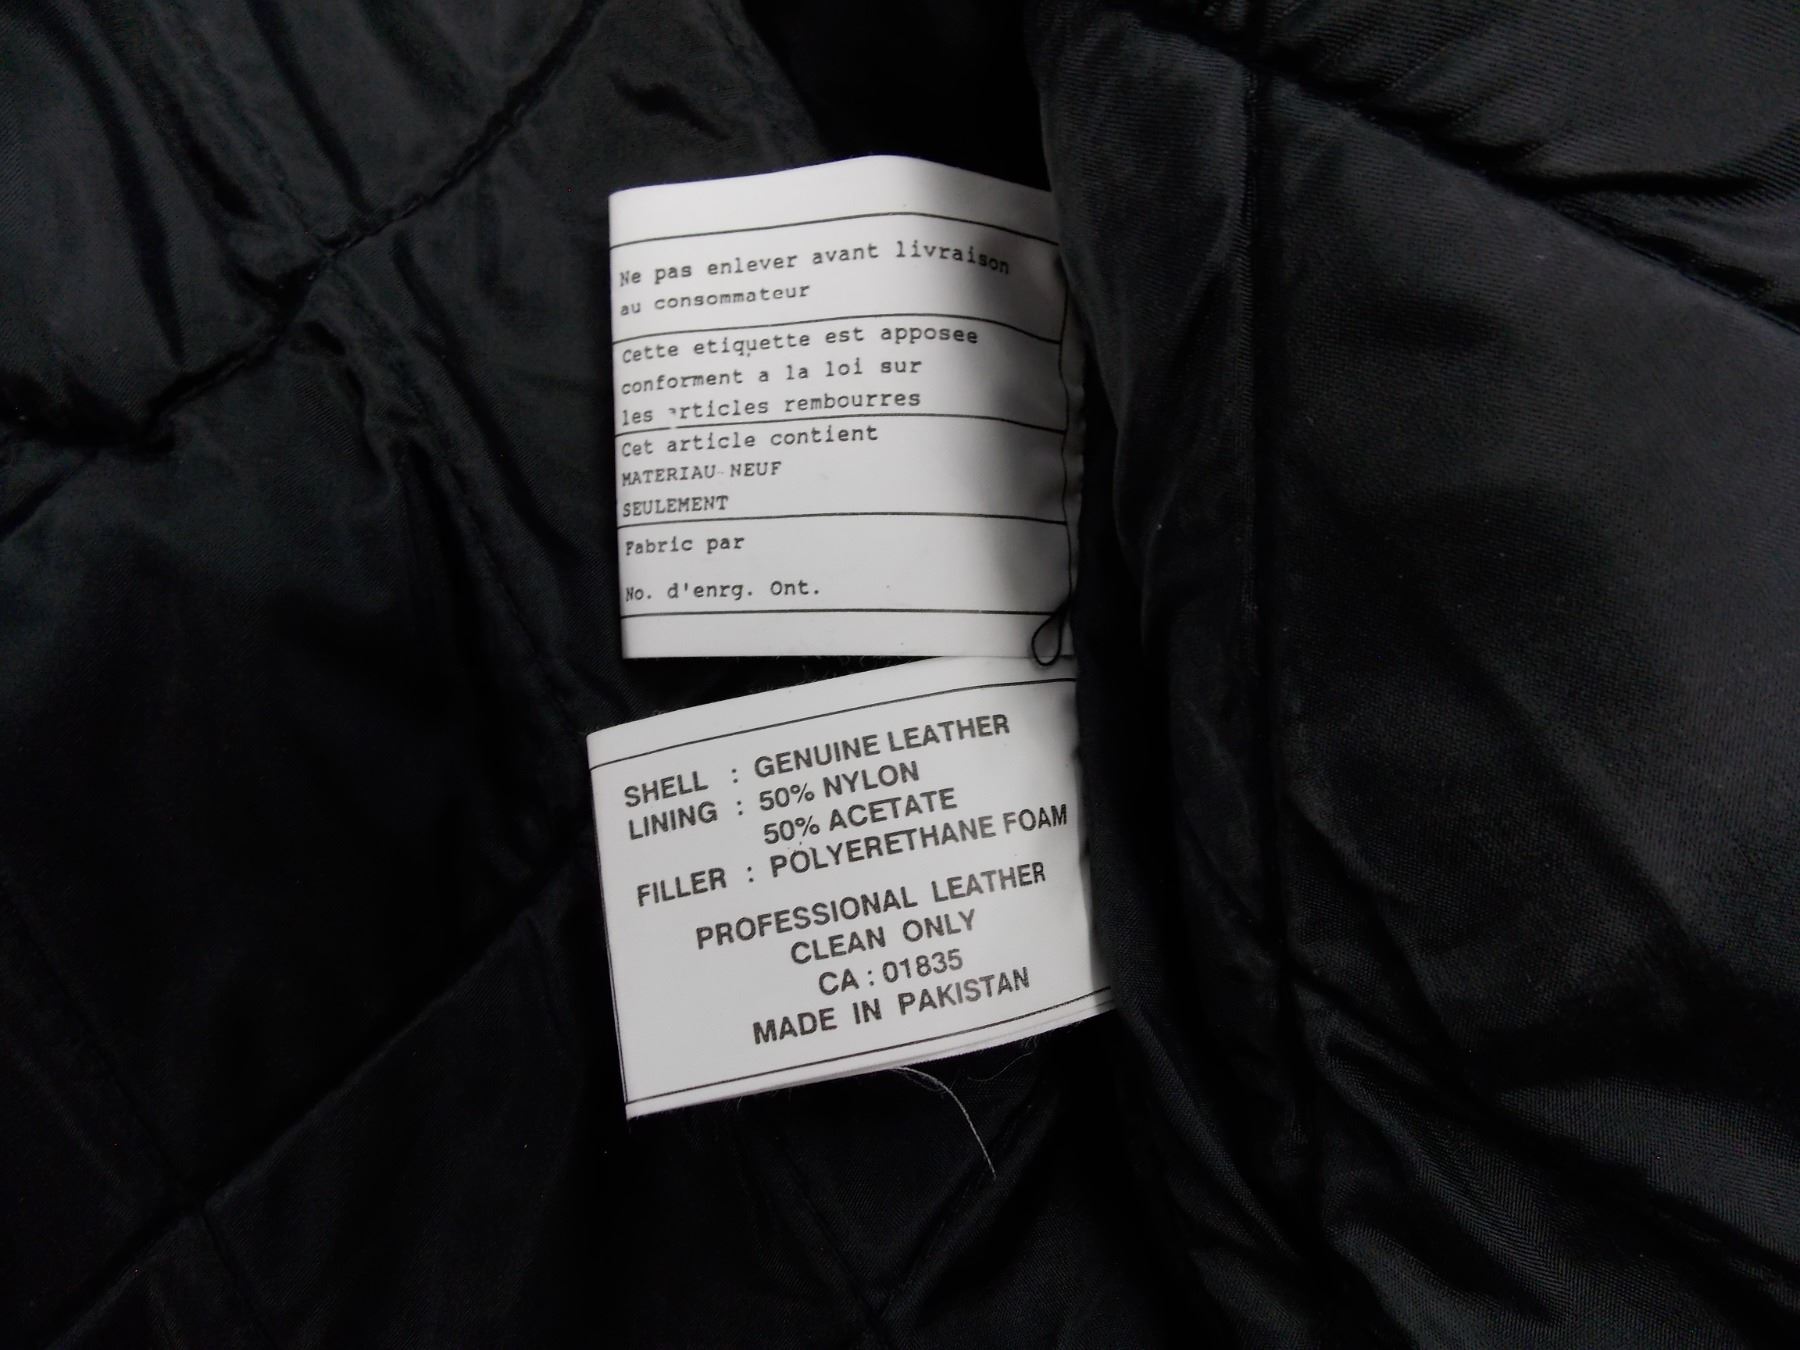 Ne pas enlever avant livraison
au consommateur
Cette etiquette est apposee
conforment a la loi sur
les articles rembourres
Cet article contient
MATERIAU NEUF
SEULEMENT
Fabric par
No. d'enrg. Ont.
SHELL : GENUINE LEATHER
LINING : 50% NYLON
50% ACETATE
FILLER : POLYERETHANE FOAM
PROFESSIONAL LEATHER
CLEAN ONLY
CA : 01835
MADE IN PAKISTAN